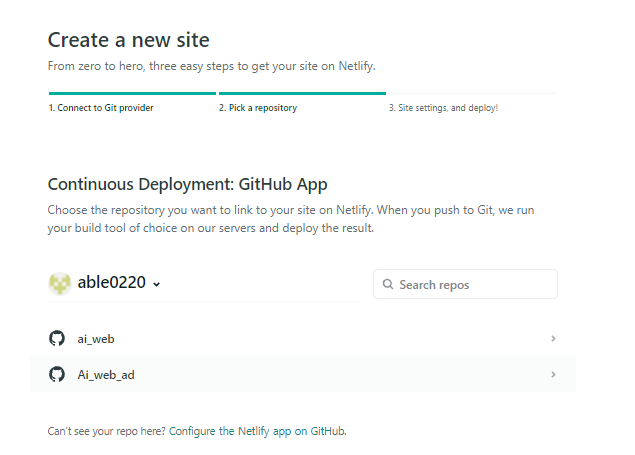 Create a new site
From zero to hero, three easy steps to get your site on Netlify.
1. Connect to Git provider
2. Pick a repository
3. Site settings, and deploy!
Continuous Deployment: GitHub App
Choose the repository you want to link to your site on Netlify. When you push to Git, we run
your build tool of choice on our servers and deploy the result.
able0220
Search repos
ai_web
Ai_web_ad
Can't see your repo here? Configure the Netlify app on GitHub.